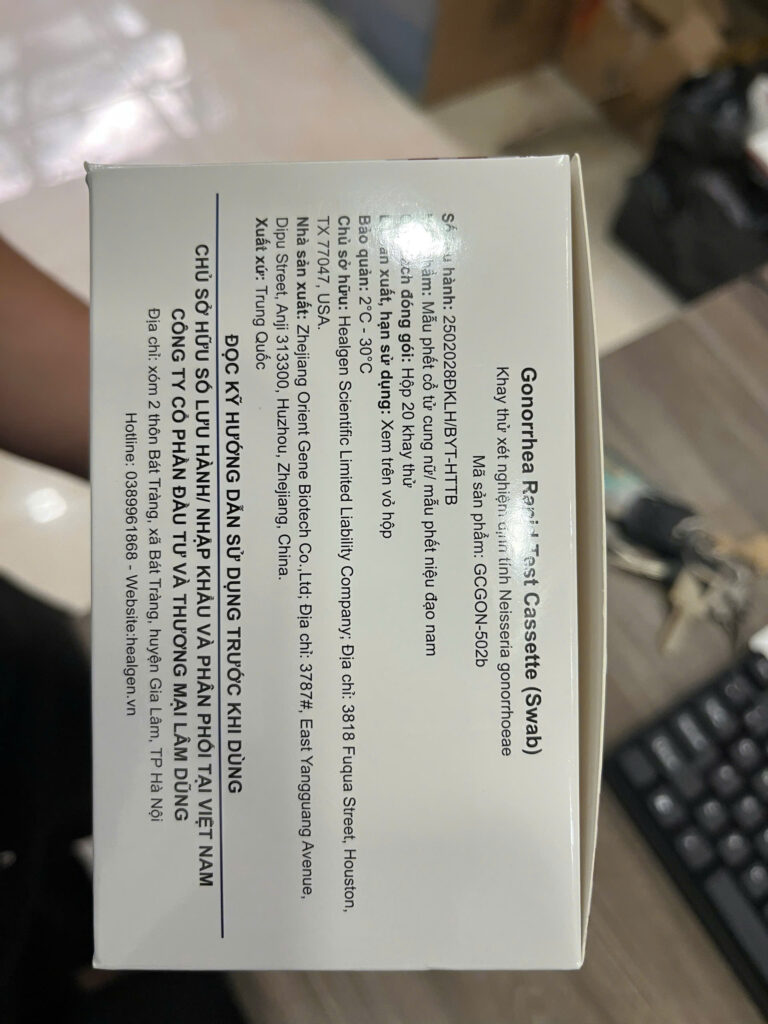 Gonorrhea Rapid Test Cassette (Swab)
Khay thử xét nghiệm định tính Neisseria gonorrhoeae
Mã sản phẩm: GCGON-502b
Số hành: 2502028ĐKLH/BYT-HTTB
Mẫu phết cổ tử cung nữ/ mẫu phết niệu đạo nam
đóng gói: Hộp 20 khay thử
xuất, hạn sử dụng: Xem trên vỏ hộp
Bảo quản: 2°C - 30°C
Chủ sở hữu: Healgen Scientific Limited Liability Company; Địa chỉ: 3818 Fuqua Street, Houston,
TX 77047, USA.
Nhà sản xuất: Zhejiang Orient Gene Biotech Co.,Ltd; Địa chỉ: 3787#, East Yangguang Avenue,
Dipu Street, Anji 313300, Huzhou, Zhejiang, China.
Xuất xứ: Trung Quốc
ĐỌC KỸ HƯỚNG DẪN SỬ DỤNG TRƯỚC KHI DÙNG
CHỦ SỞ HỮU SỐ LƯU HÀNH/ NHẬP KHẨU VÀ PHÂN PHỐI TẠI VIỆT NAM
CÔNG TY CỔ PHẦN ĐẦU TƯ VÀ THƯƠNG MẠI LÂM DŨNG
Địa chỉ: xóm 2 thôn Bát Tràng, xã Bát Tràng, huyện Gia Lâm, TP Hà Nội
Hotline: 0389961868 - Website:healgen.vn